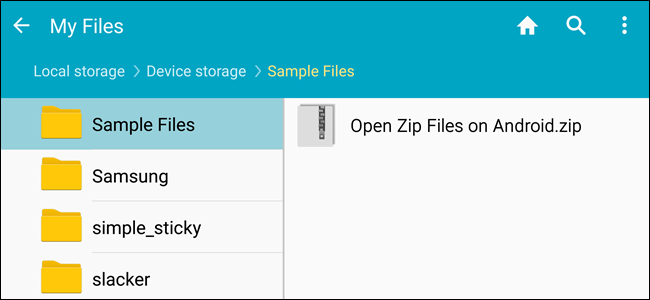 My Files
Local storage > Device storage > Sample Files
Sample Files
Open Zip Files on Android.zip
Samsung
simple_sticky
slacker